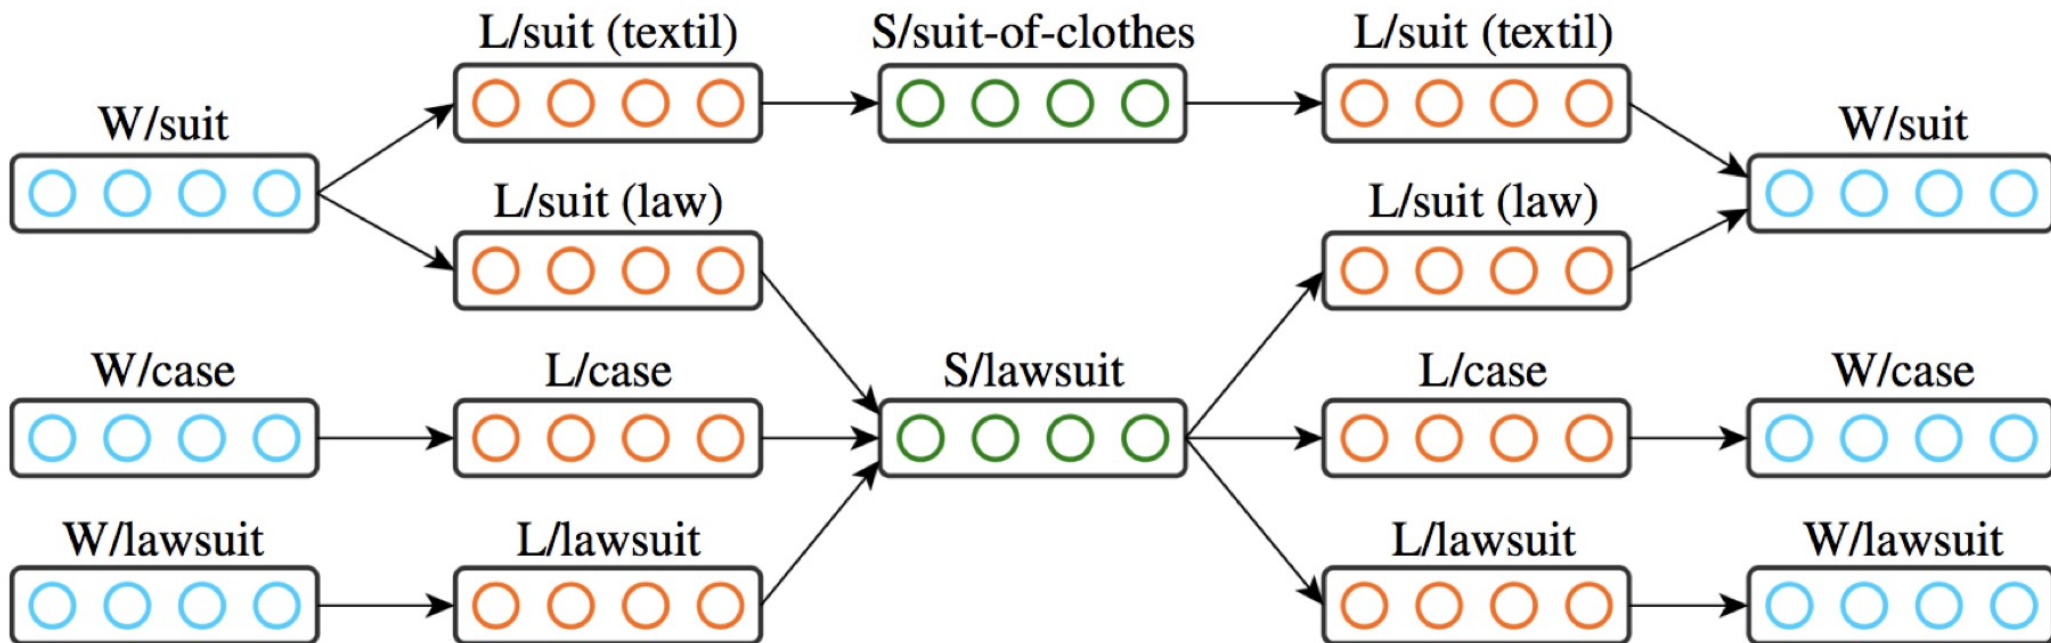 L/suit (textil) S/suit-of-clothes L/suit (textil)
W/suit W/suit
L/suit (law) L/suit (law)
W/case L/case S/lawsuit L/case W/case
W/lawsuit L/lawsuit L/lawsuit W/lawsuit